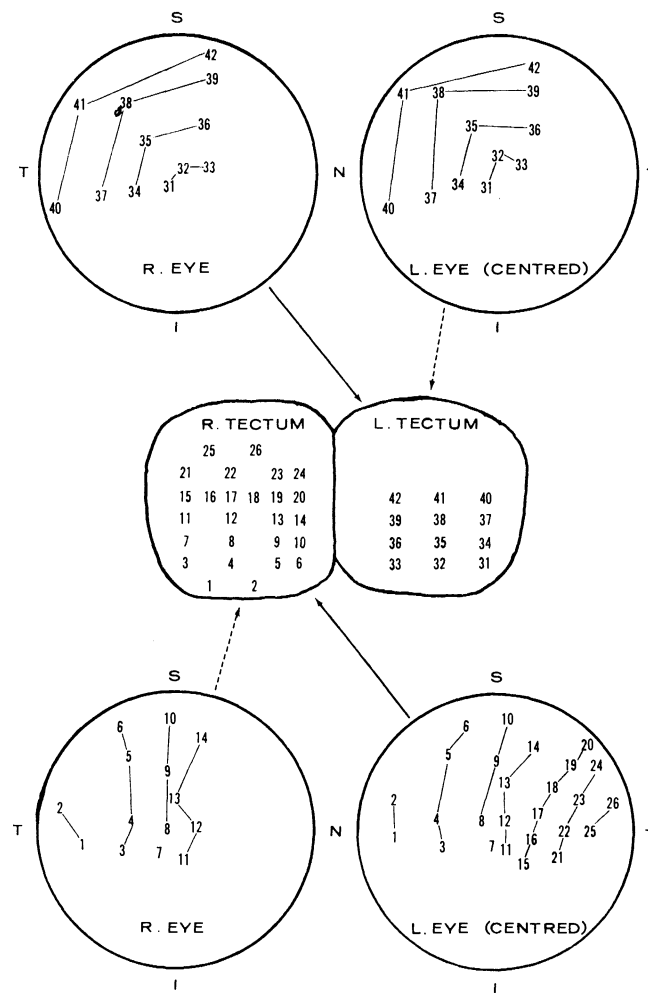 S S
42 42
41 38 39 41 38 39
35 36 35 36
T 32 33 N 32 33
37 34 31 37 34 31
40 40
R. EYE L. EYE (CENTRED)
I I
R. TECTUM L. TECTUM
25 26
21 22 23 24
15 16 17 18 19 20 42 41 40
11 12 13 14 39 38 37
7 8 9 10 36 35 34
3 4 5 6 33 32 31
1 2
S S
6 10 14 6 10 14 20
5 9 5 9 19 24
13 13 18 23 26
2 2 17
T 4 8 12 N 4 8 12 22 25
1 3 7 11 1 3 7 11 16 21
15
R. EYE L. EYE (CENTRED)
I I